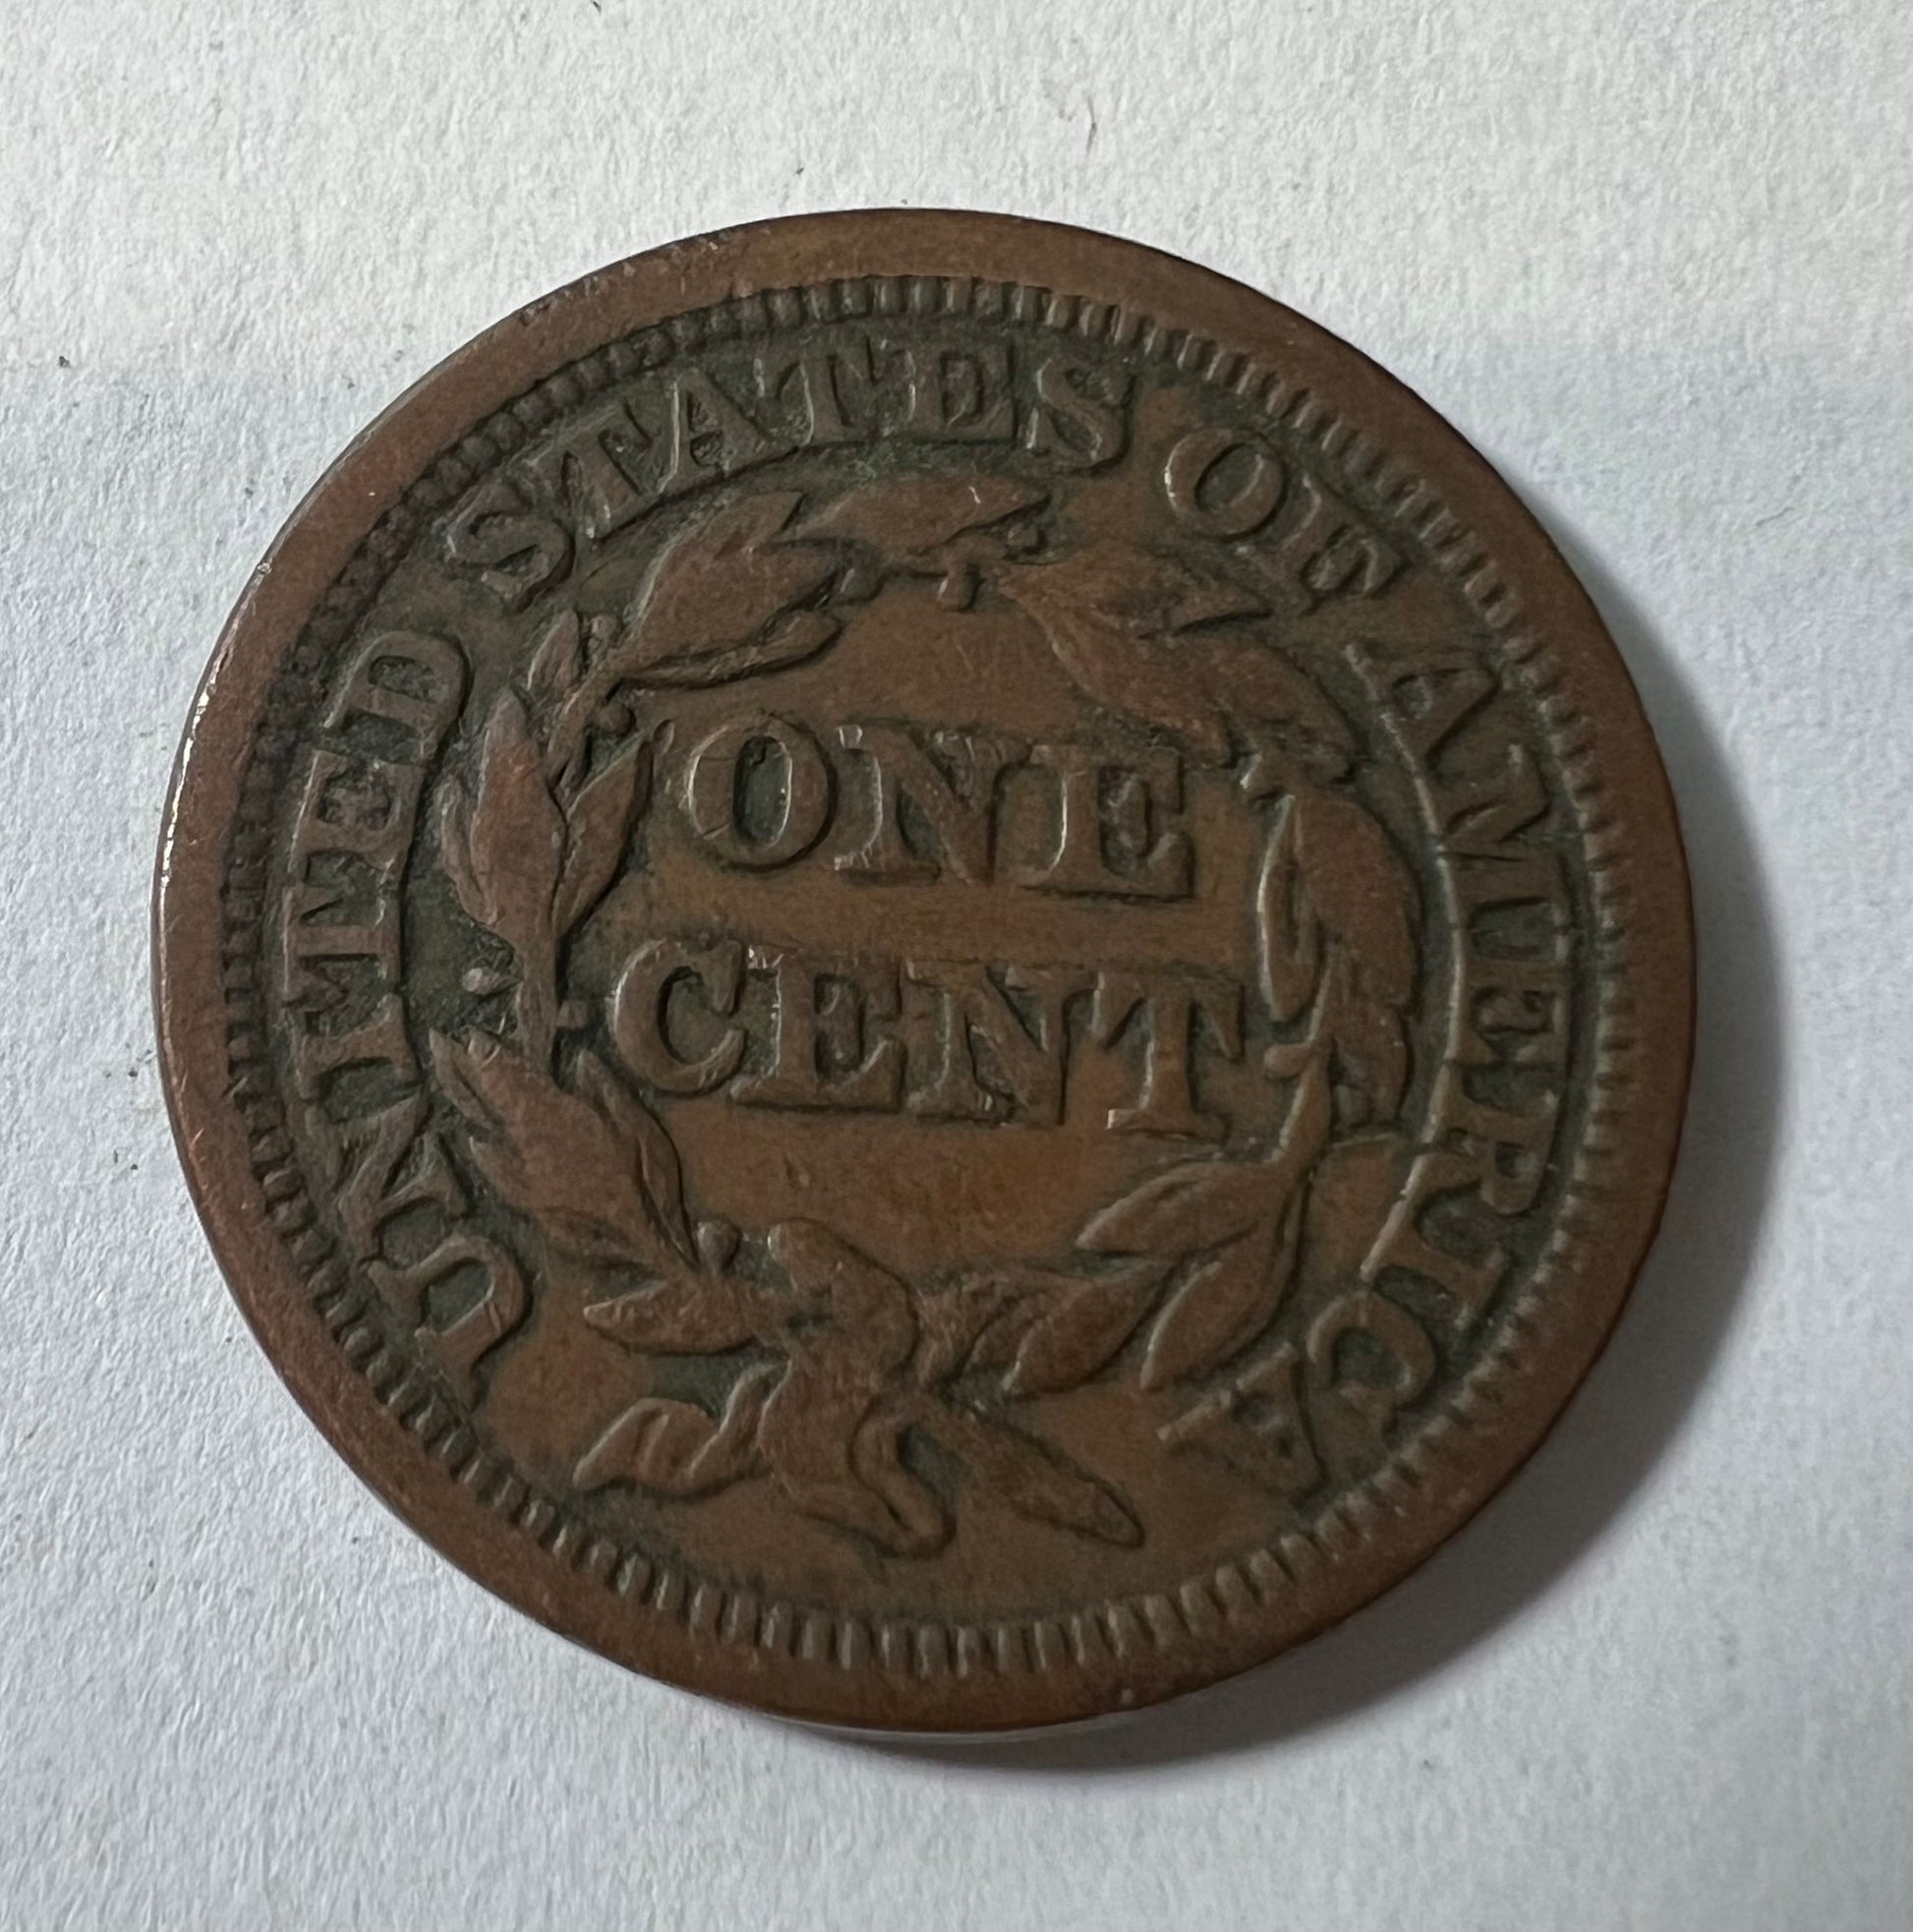 UNITED STATES OF AMERICA
ONE
CENT